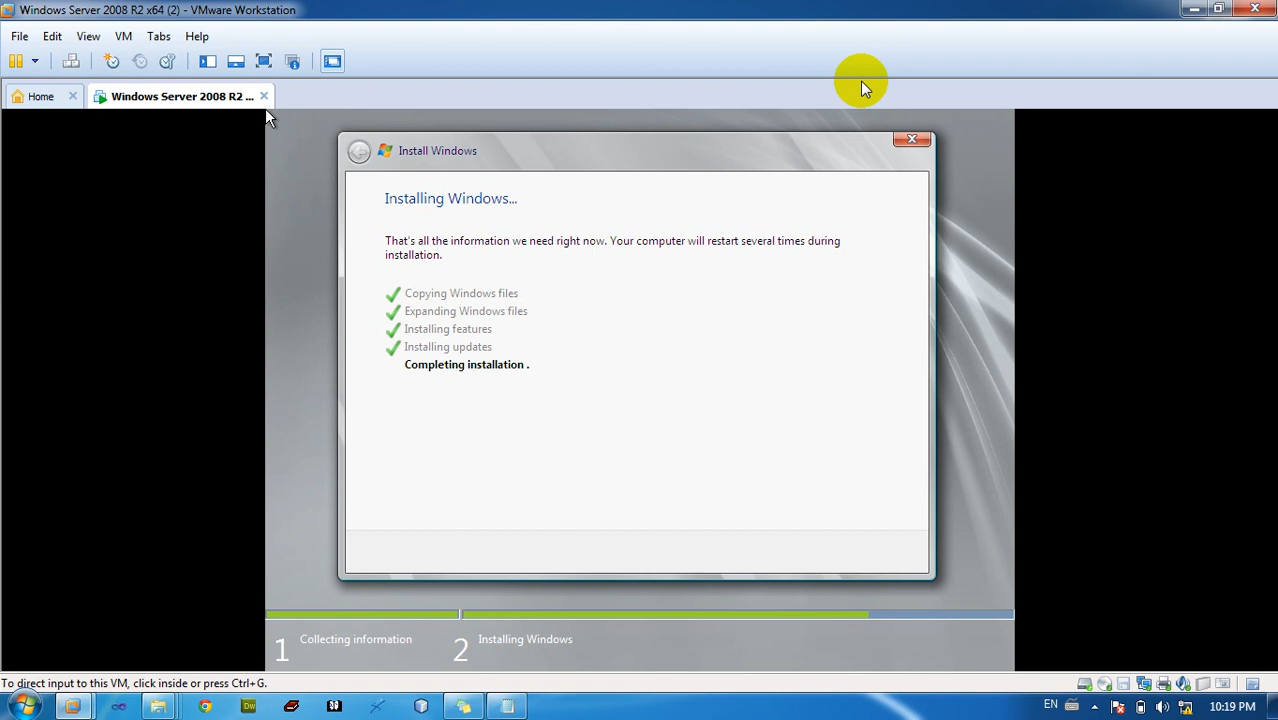 Windows Server 2008 R2 x64 (2) - VMware Workstation
File Edit View VM Tabs Help
Home Windows Server 2008 R2 ...
Install Windows
Installing Windows...
That's all the information we need right now. Your computer will restart several times during
installation.
Copying Windows files
Expanding Windows files
Installing features
Installing updates
Completing installation .
1 Collecting information 2 Installing Windows
To direct input to this VM, click inside or press Ctrl+G.
Dw EN 10:19 PM